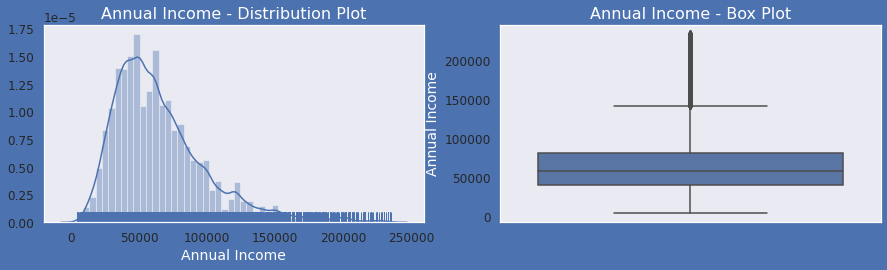 Annual Income - Distribution Plot
1e−5
1.75
1.50
1.25
1.00
0.75
0.50
0.25
0.00
0 50000 100000 150000 200000 250000
Annual Income
Annual Income - Box Plot
Annual Income
200000
150000
100000
50000
0